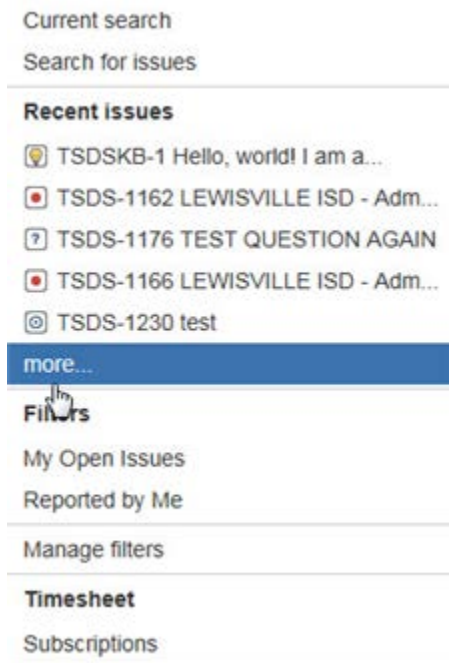 Current search
Search for issues
Recent issues
TSDSKB-1 Hello, world! I am a...
TSDS-1162 LEWISVILLE ISD - Adm...
TSDS-1176 TEST QUESTION AGAIN
TSDS-1166 LEWISVILLE ISD - Adm...
TSDS-1230 test
more...
Filters
My Open Issues
Reported by Me
Manage filters
Timesheet
Subscriptions